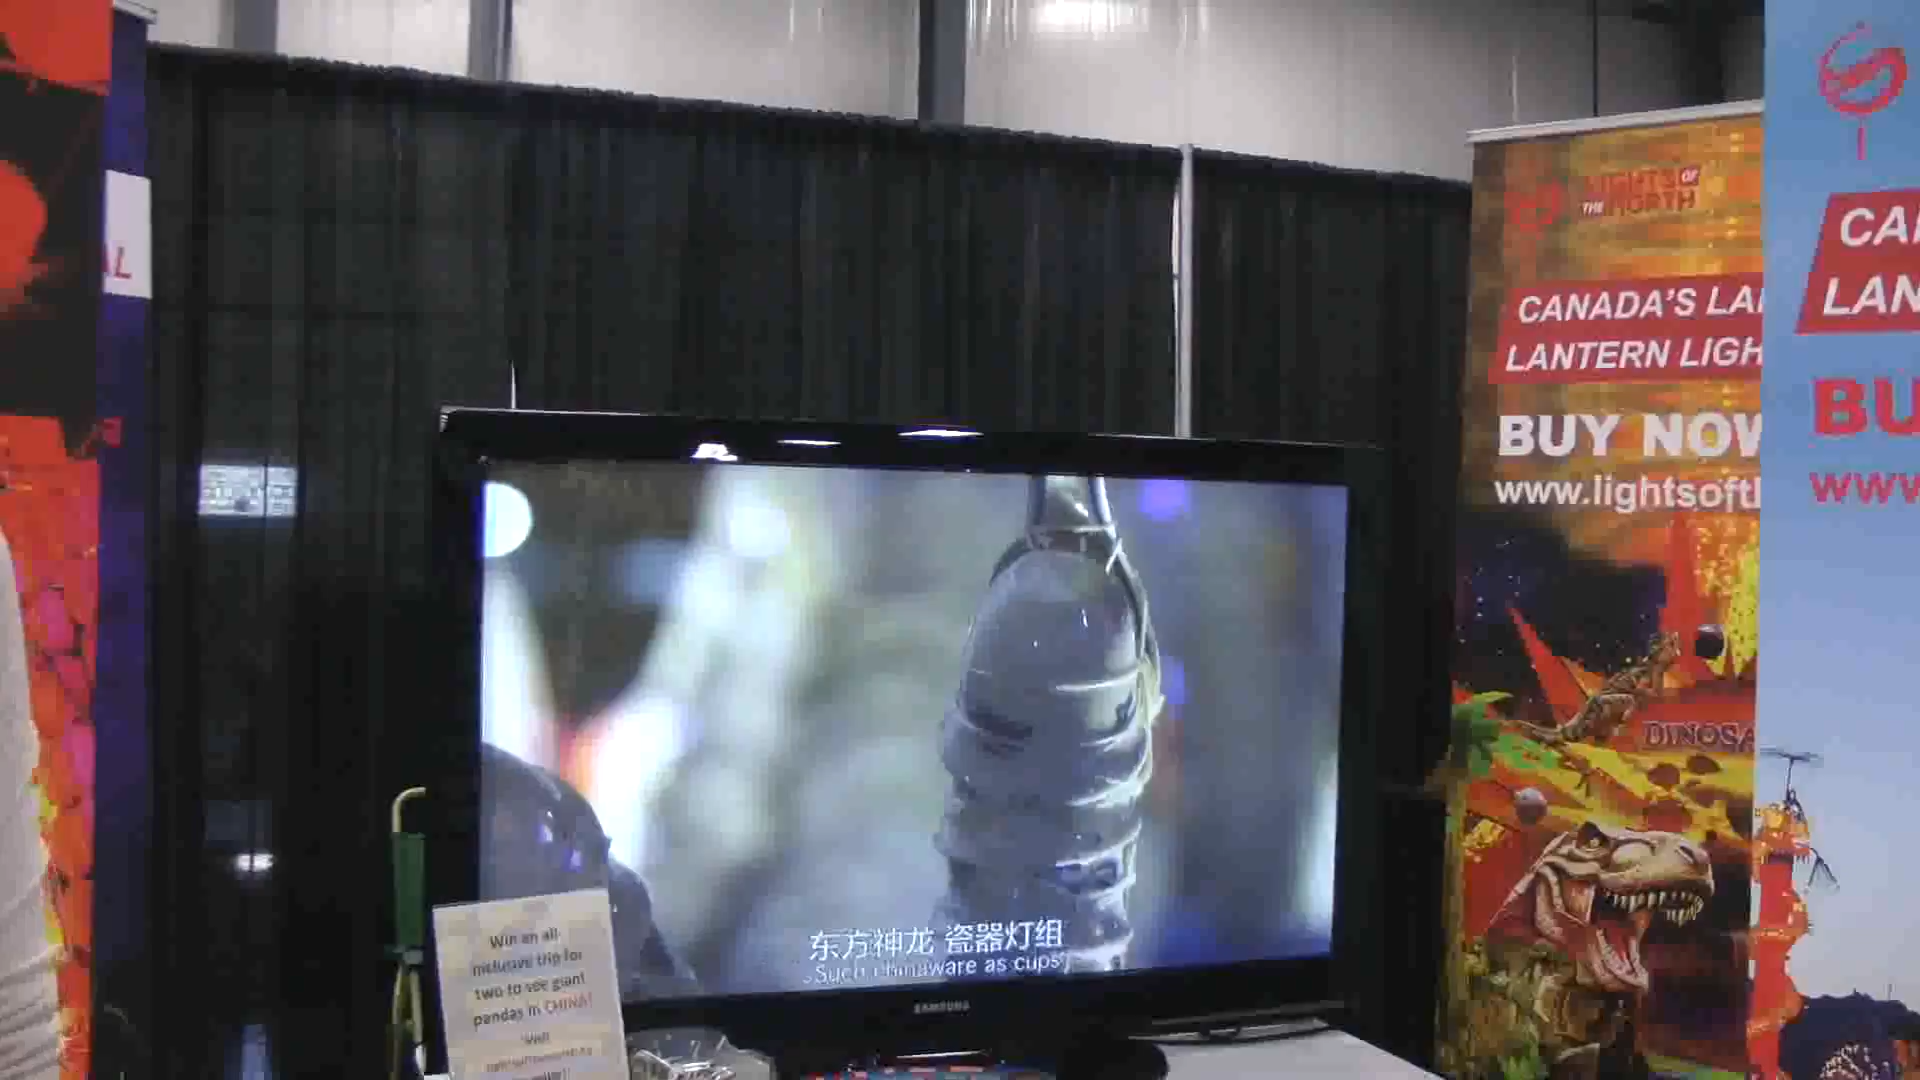 LIGHTS OF
THE NORTH
CANADA'S LA
LANTERN LIGH
BUY NOW
www.lightsofth
DINOSA
CA
LAN
BU
www
AL
东方神龙 瓷器灯组
Such chinaware as cups
SAMSUNG
Win an all-
inclusive trip for
two to see giant
pandas in CHINA!